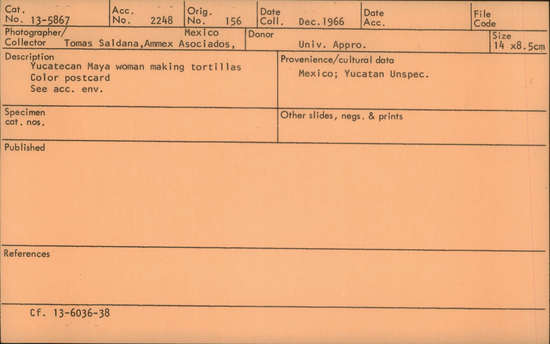 Cat. No. 13-5867 Acc. No. 2248 Orig. No. 156 Date Coll. Dec.1966 Date Acc. File Code
Photographer/ Collector Tomas Saldana,Ammex Asociados, Mexico Donor Univ. Appro. Size 14 x8.5cm
Description
Yucatecan Maya woman making tortillas
Color postcard
See acc. env.
Provenience/cultural data
Mexico; Yucatan Unspec.
Specimen cat. nos.
Other slides, negs. & prints
Published
References
Cf. 13-6036-38